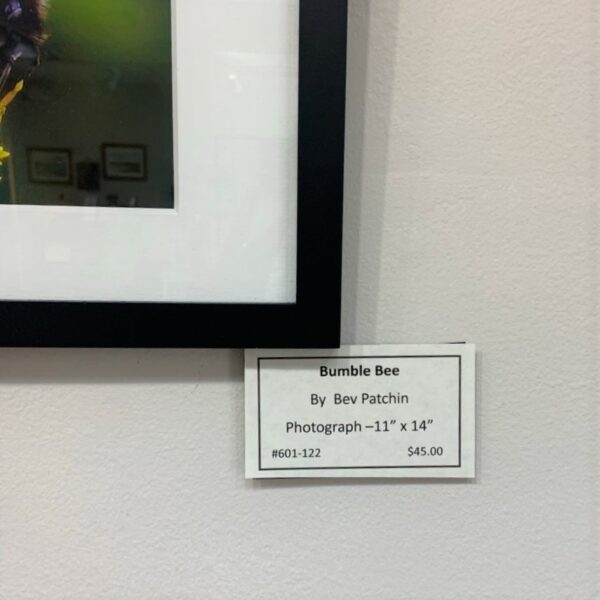 Bumble Bee
By Bev Patchin
Photograph –11” x 14”
#601-122 $45.00